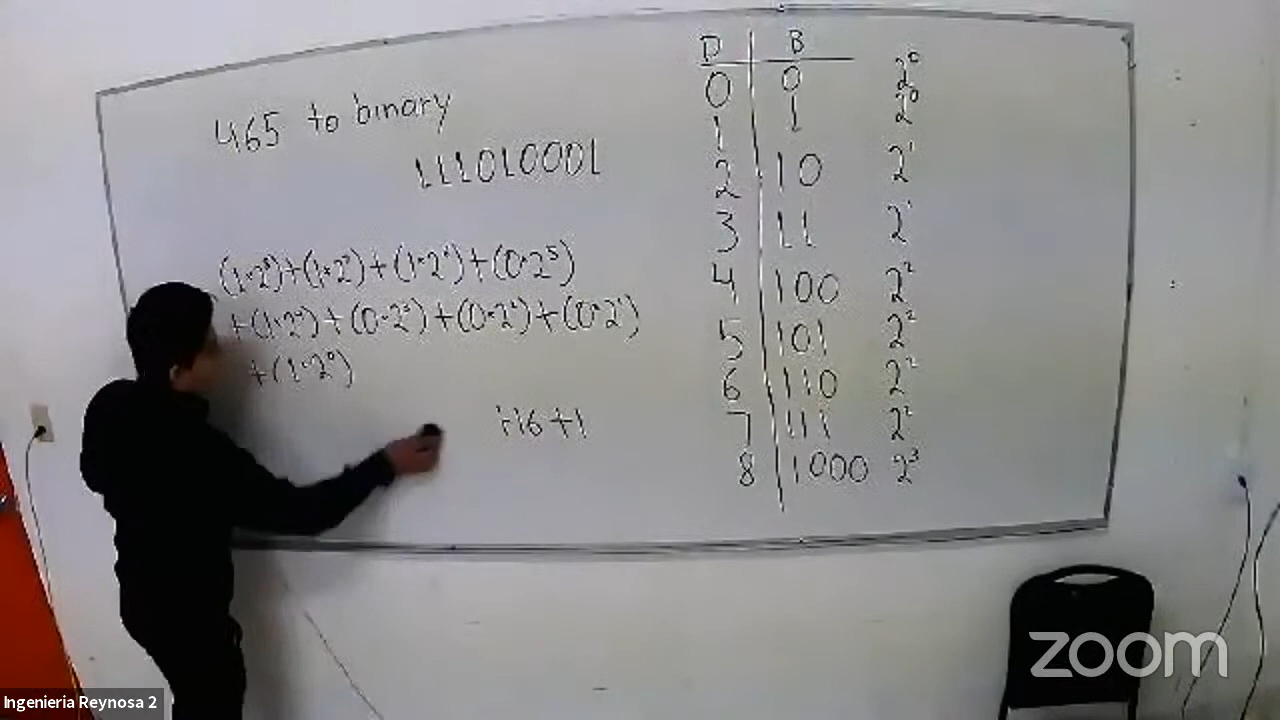 465 to binary
111010001
(1·2⁸)+(1·2⁷)+(1·2⁶)+(0·2⁵)
+(1·2⁴)+(0·2³)+(0·2²)+(0·2¹)
+(1·2⁰)
+16+1
D B
0 0 2⁰
1 1 2⁰
2 10 2¹
3 11 2¹
4 100 2²
5 101 2²
6 110 2²
7 111 2²
8 1000 2³
zoom
Ingenieria Reynosa 2